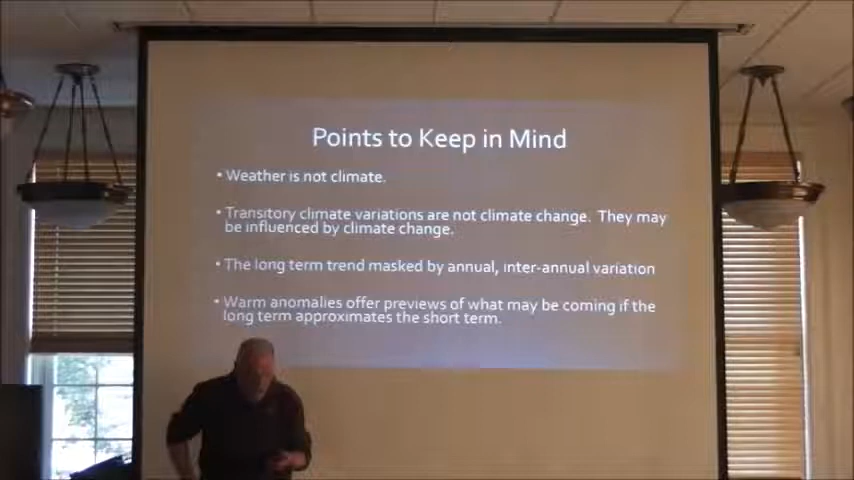 Points to Keep in Mind
• Weather is not climate.
• Transitory climate variations are not climate change. They may
be influenced by climate change.
• The long term trend masked by annual, inter-annual variation
• Warm anomalies offer previews of what may be coming if the
long term approximates the short term.